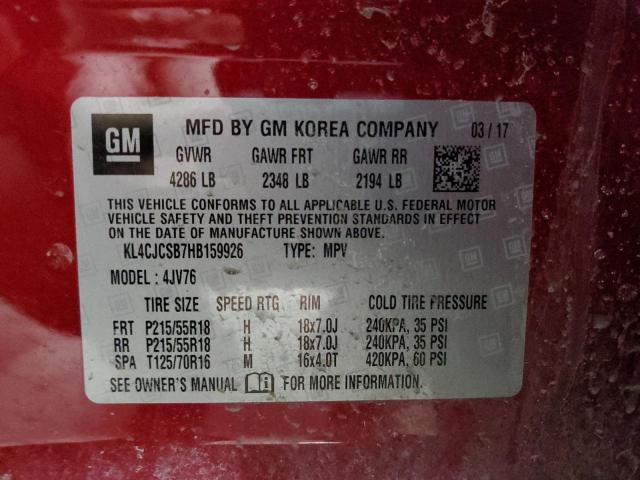 GM
MFD BY GM KOREA COMPANY 03 / 17
GVWR GAWR FRT GAWR RR
4286 LB 2348 LB 2194 LB
THIS VEHICLE CONFORMS TO ALL APPLICABLE U.S. FEDERAL MOTOR
VEHICLE SAFETY AND THEFT PREVENTION STANDARDS IN EFFECT
ON THE DATE OF MANUFACTURE SHOWN ABOVE.
KL4CJCSB7HB159926 TYPE: MPV
MODEL : 4JV76
TIRE SIZE SPEED RTG RIM COLD TIRE PRESSURE
FRT P215/55R18 H 18x7.0J 240KPA, 35 PSI
RR P215/55R18 H 18x7.0J 240KPA, 35 PSI
SPA T125/70R16 M 16x4.0T 420KPA, 60 PSI
SEE OWNER'S MANUAL FOR MORE INFORMATION.